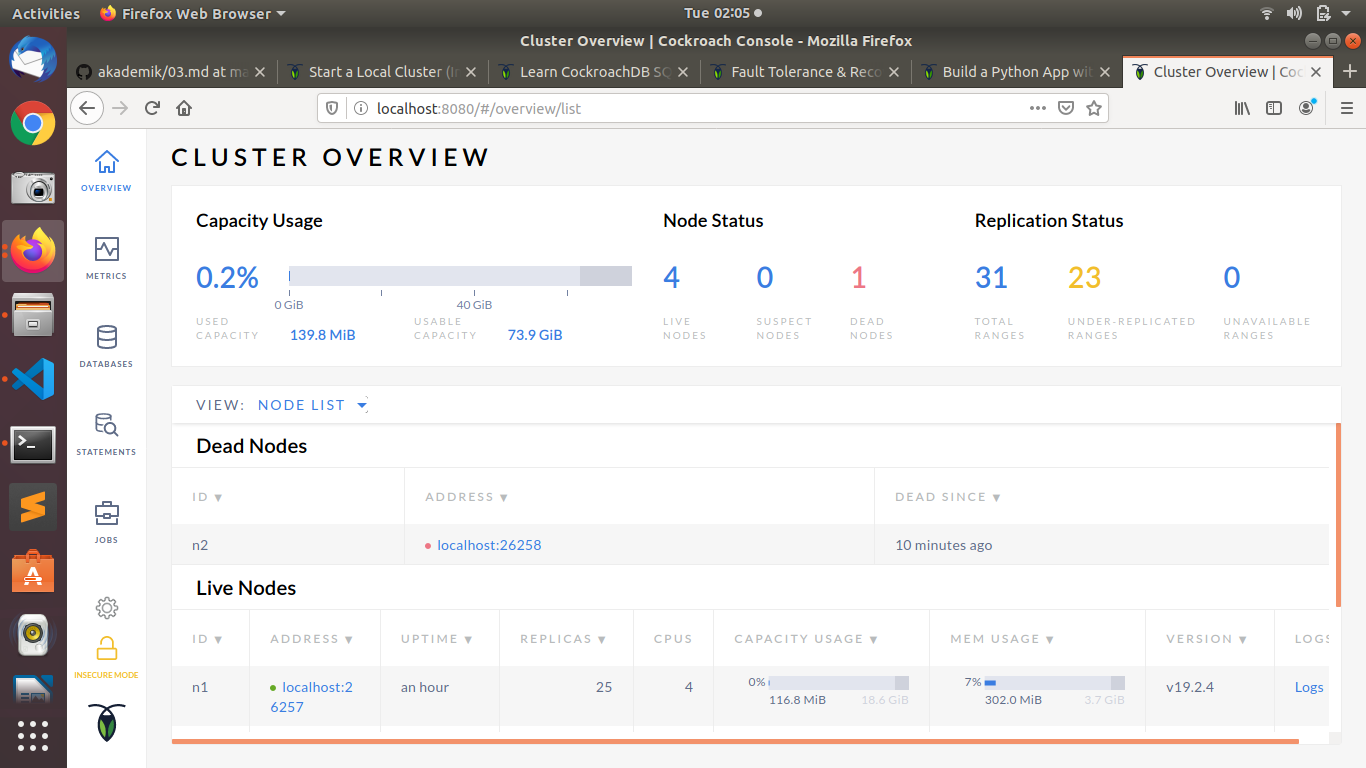 Activities Firefox Web Browser Tue 02:05
Cluster Overview | Cockroach Console - Mozilla Firefox
akademik/03.md at ma Start a Local Cluster (In Learn CockroachDB SQ Fault Tolerance & Reco Build a Python App wit Cluster Overview | Coc
localhost:8080/#/overview/list
OVERVIEW
METRICS
DATABASES
STATEMENTS
JOBS
INSECURE MODE
CLUSTER OVERVIEW
Capacity Usage
0.2%
0 GiB 40 GiB
USED CAPACITY 139.8 MiB USABLE CAPACITY 73.9 GiB
Node Status
4 0 1
LIVE NODES SUSPECT NODES DEAD NODES
Replication Status
31 23 0
TOTAL RANGES UNDER-REPLICATED RANGES UNAVAILABLE RANGES
VIEW: NODE LIST
Dead Nodes
ID ▼ ADDRESS ▼ DEAD SINCE ▼
n2 localhost:26258 10 minutes ago
Live Nodes
ID ▼ ADDRESS ▼ UPTIME ▼ REPLICAS ▼ CPUS CAPACITY USAGE ▼ MEM USAGE ▼ VERSION ▼ LOGS
n1 localhost:2 an hour 25 4 0% 7% v19.2.4 Logs
6257 116.8 MiB 18.6 GiB 302.0 MiB 3.7 GiB